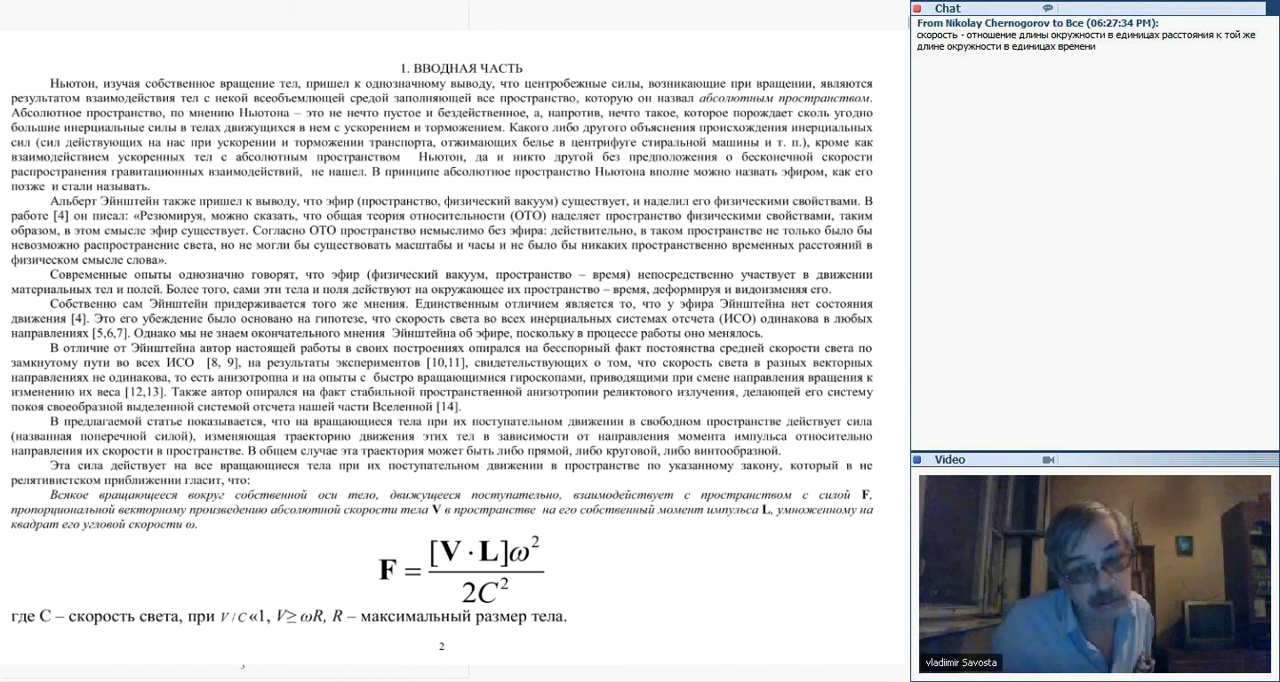 1. ВВОДНАЯ ЧАСТЬ
Ньютон, изучая собственное вращение тел, пришел к однозначному выводу, что центробежные силы, возникающие при вращении, являются
результатом взаимодействия тел с некой всеобъемлющей средой заполняющей все пространство, которую он назвал абсолютным пространством.
Абсолютное пространство, по мнению Ньютона – это не нечто пустое и бездейственное, а, напротив, нечто такое, которое порождает сколь угодно
большие инерциальные силы в телах движущихся в нем с ускорением и торможением. Какого либо другого объяснения происхождения инерциальных
сил (сил действующих на нас при ускорении и торможении транспорта, отжимающих белье в центрифуге стиральной машины и т. п.), кроме как
взаимодействием ускоренных тел с абсолютным пространством Ньютон, да и никто другой без предположения о бесконечной скорости
распространения гравитационных взаимодействий, не нашел. В принципе абсолютное пространство Ньютона вполне можно назвать эфиром, как его
позже и стали называть.
Альберт Эйнштейн также пришел к выводу, что эфир (пространство, физический вакуум) существует, и наделил его физическими свойствами. В
работе [4] он писал: «Резюмируя, можно сказать, что общая теория относительности (ОТО) наделяет пространство физическими свойствами, таким
образом, в этом смысле эфир существует. Согласно ОТО пространство немыслимо без эфира: действительно, в таком пространстве не только было бы
невозможно распространение света, но не могли бы существовать масштабы и часы и не было бы никаких пространственно временных расстояний в
физическом смысле слова».
Современные опыты однозначно говорят, что эфир (физический вакуум, пространство – время) непосредственно участвует в движении
материальных тел и полей. Более того, сами эти тела и поля действуют на окружающее их пространство – время, деформируя и видоизменяя его.
Собственно сам Эйнштейн придерживается того же мнения. Единственным отличием является то, что у эфира Эйнштейна нет состояния
движения [4]. Это его убеждение было основано на гипотезе, что скорость света во всех инерциальных системах отсчета (ИСО) одинакова в любых
направлениях [5,6,7]. Однако мы не знаем окончательного мнения Эйнштейна об эфире, поскольку в процессе работы оно менялось.
В отличие от Эйнштейна автор настоящей работы в своих построениях опирался на бесспорный факт постоянства средней скорости света по
замкнутому пути во всех ИСО [8, 9], на результаты экспериментов [10,11], свидетельствующих о том, что скорость света в разных векторных
направлениях не одинакова, то есть анизотропна и на опыты с быстро вращающимися гироскопами, приводящими при смене направления вращения к
изменению их веса [12,13]. Также автор опирался на факт стабильной пространственной анизотропии реликтового излучения, делающей его систему
покоя своеобразной выделенной системой отсчета нашей части Вселенной [14].
В предлагаемой статье показывается, что на вращающиеся тела при их поступательном движении в свободном пространстве действует сила
(названная поперечной силой), изменяющая траекторию движения этих тел в зависимости от направления момента импульса относительно
направления их скорости в пространстве. В общем случае эта траектория может быть либо прямой, либо круговой, либо винтообразной.
Эта сила действует на все вращающиеся тела при их поступательном движении в пространстве по указанному закону, который в не
релятивистском приближении гласит, что:
Всякое вращающееся вокруг собственной оси тело, движущееся поступательно, взаимодействует с пространством с силой F,
пропорциональной векторному произведению абсолютной скорости тела V в пространстве на его собственный момент импульса L, умноженному на
квадрат его угловой скорости ω.
F = [V · L]ω² / 2C²
где С – скорость света, при V / C «1, V≥ ωR, R – максимальный размер тела.
2
Chat
From Nikolay Chernogorov to Все (06:27:34 PM):
скорость - отношение длины окружности в единицах расстояния к той же
длине окружности в единицах времени
Video
vladimir Savosta